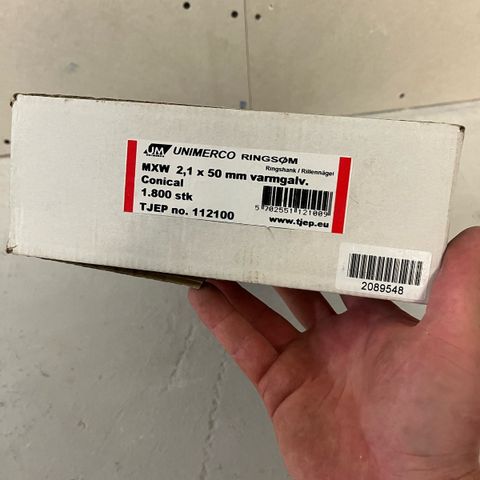 UM UNIMERCO RINGSØM
Ringshank / Rillennägel
MXW 2,1 x 50 mm varmgalv.
Conical
1.800 stk
TJEP no. 112100
5 702551 121009
www.tjep.eu
2089548